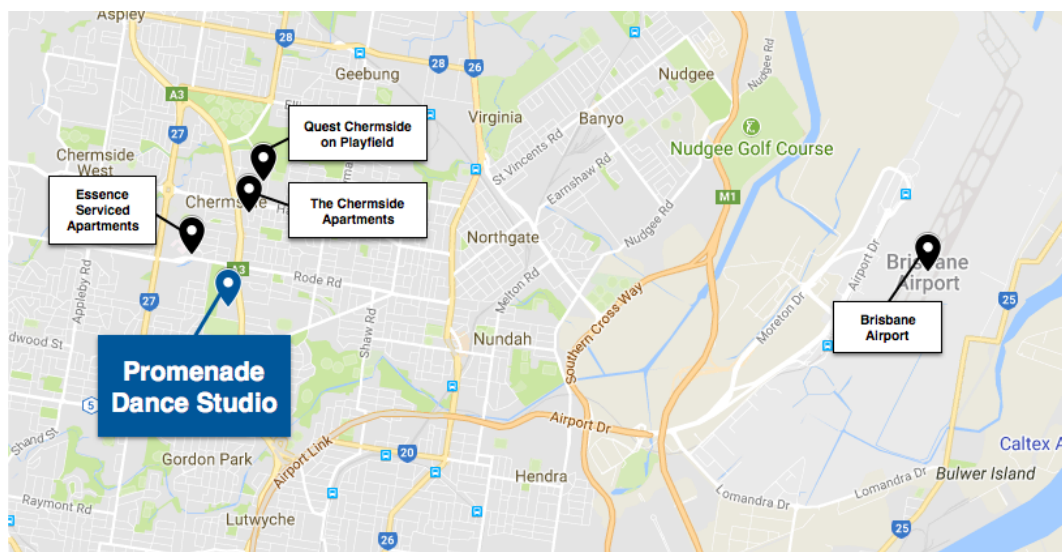 Aspley
28
28
26
Geebung
Nudgee
Nudgee Rd
A3
27
Virginia
Banyo
Quest Chermside
on Playfield
St Vincents Rd
Nudgee Golf Course
Chermside
West
Earnshaw Rd
M1
Essence
Serviced
Apartments
The Chermside
Apartments
Nudgee Rd
Northgate
Airport Dr
Brisbane
Airport
A3
Rode Rd
Melton Rd
Appleby Rd
27
Southern Cross Way
Moreton Dr
25
Brisbane
Airport
Shaw Rd
Nundah
Promenade
Dance Studio
5
Airport Dr
Caltex A
Gordon Park
Airport Link
20
Hendra
Bulwer Island
Lomandra Dr
Lomandra Dr
Raymont Rd
Lutwyche
26
25